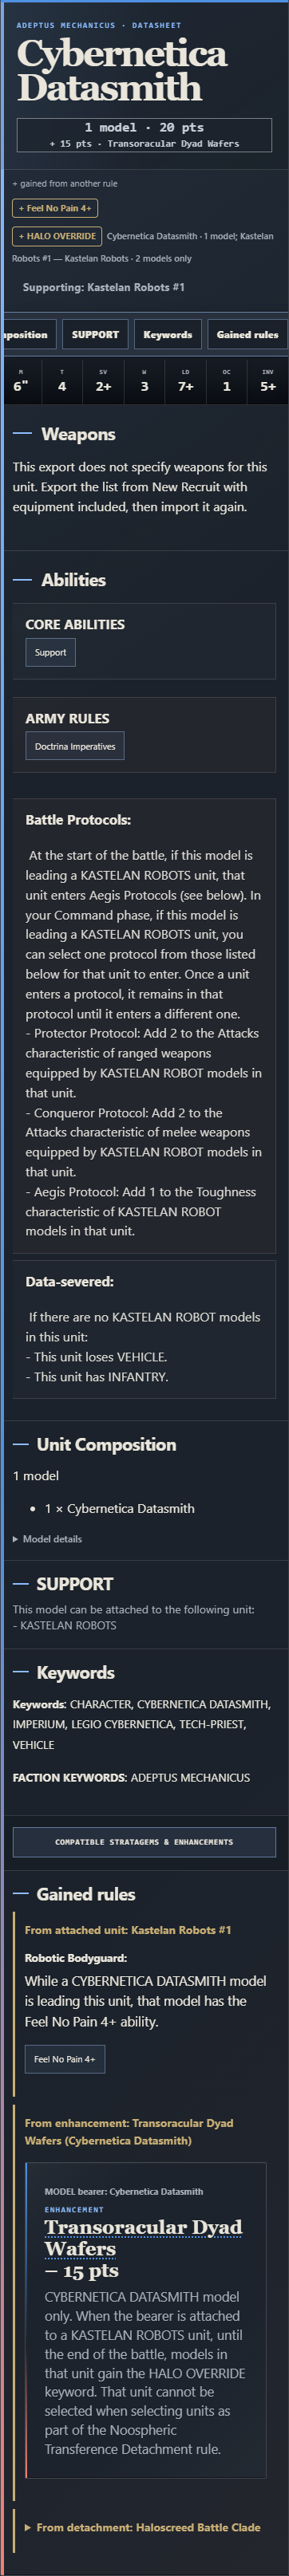 ADEPTUS MECHANICUS · DATASHEET
Cybernetica
Datasmith
1 model · 20 pts
+ 15 pts · Transoracular Dyad Wafers
+ gained from another rule
+ Feel No Pain 4+
+ HALO OVERRIDE Cybernetica Datasmith · 1 model; Kastelan
Robots #1 — Kastelan Robots · 2 models only
Supporting: Kastelan Robots #1
mposition SUPPORT Keywords Gained rules
M T SV W LD OC INV
6" 4 2+ 3 7+ 1 5+
Weapons
This export does not specify weapons for this
unit. Export the list from New Recruit with
equipment included, then import it again.
Abilities
CORE ABILITIES
Support
ARMY RULES
Doctrina Imperatives
Battle Protocols:
At the start of the battle, if this model is
leading a KASTELAN ROBOTS unit, that
unit enters Aegis Protocols (see below). In
your Command phase, if this model is
leading a KASTELAN ROBOTS unit, you
can select one protocol from those listed
below for that unit to enter. Once a unit
enters a protocol, it remains in that
protocol until it enters a different one.
- Protector Protocol: Add 2 to the Attacks
characteristic of ranged weapons
equipped by KASTELAN ROBOT models in
that unit.
- Conqueror Protocol: Add 2 to the
Attacks characteristic of melee weapons
equipped by KASTELAN ROBOT models in
that unit.
- Aegis Protocol: Add 1 to the Toughness
characteristic of KASTELAN ROBOT
models in that unit.
Data-severed:
If there are no KASTELAN ROBOT models
in this unit:
- This unit loses VEHICLE.
- This unit has INFANTRY.
Unit Composition
1 model
• 1 × Cybernetica Datasmith
▶ Model details
SUPPORT
This model can be attached to the following unit:
- KASTELAN ROBOTS
Keywords
Keywords: CHARACTER, CYBERNETICA DATASMITH,
IMPERIUM, LEGIO CYBERNETICA, TECH-PRIEST,
VEHICLE
FACTION KEYWORDS: ADEPTUS MECHANICUS
COMPATIBLE STRATAGEMS & ENHANCEMENTS
Gained rules
From attached unit: Kastelan Robots #1
Robotic Bodyguard:
While a CYBERNETICA DATASMITH model
is leading this unit, that model has the
Feel No Pain 4+ ability.
Feel No Pain 4+
From enhancement: Transoracular Dyad
Wafers (Cybernetica Datasmith)
MODEL bearer: Cybernetica Datasmith
ENHANCEMENT
Transoracular Dyad
Wafers
– 15 pts
CYBERNETICA DATASMITH model
only. When the bearer is attached
to a KASTELAN ROBOTS unit, until
the end of the battle, models in
that unit gain the HALO OVERRIDE
keyword. That unit cannot be
selected when selecting units as
part of the Noospheric
Transference Detachment rule.
▶ From detachment: Haloscreed Battle Clade